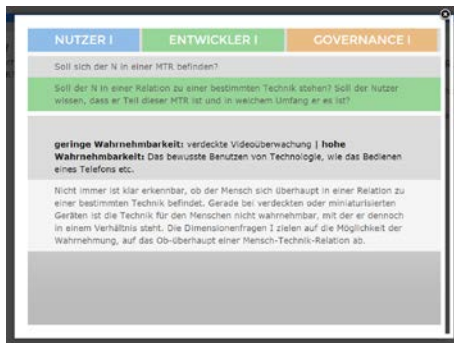 NUTZER I ENTWICKLER I GOVERNANCE I
Soll sich der N in einer MTR befinden?
Soll der N in einer Relation zu einer bestimmten Technik stehen? Soll der Nutzer
wissen, dass er Teil dieser MTR ist und in welchem Umfang er es ist?
geringe Wahrnehmbarkeit: verdeckte Videoüberwachung | hohe
Wahrnehmbarkeit: Das bewusste Benutzen von Technologie, wie das Bedienen
eines Telefons etc.
Nicht immer ist klar erkennbar, ob der Mensch sich überhaupt in einer Relation zu
einer bestimmten Technik befindet. Gerade bei verdeckten oder miniaturisierten
Geräten ist die Technik für den Menschen nicht wahrnehmbar, mit der er dennoch
in einem Verhältnis steht. Die Dimensionenfragen I zielen auf die Möglichkeit der
Wahrnehmung, auf das Ob-überhaupt einer Mensch-Technik-Relation ab.